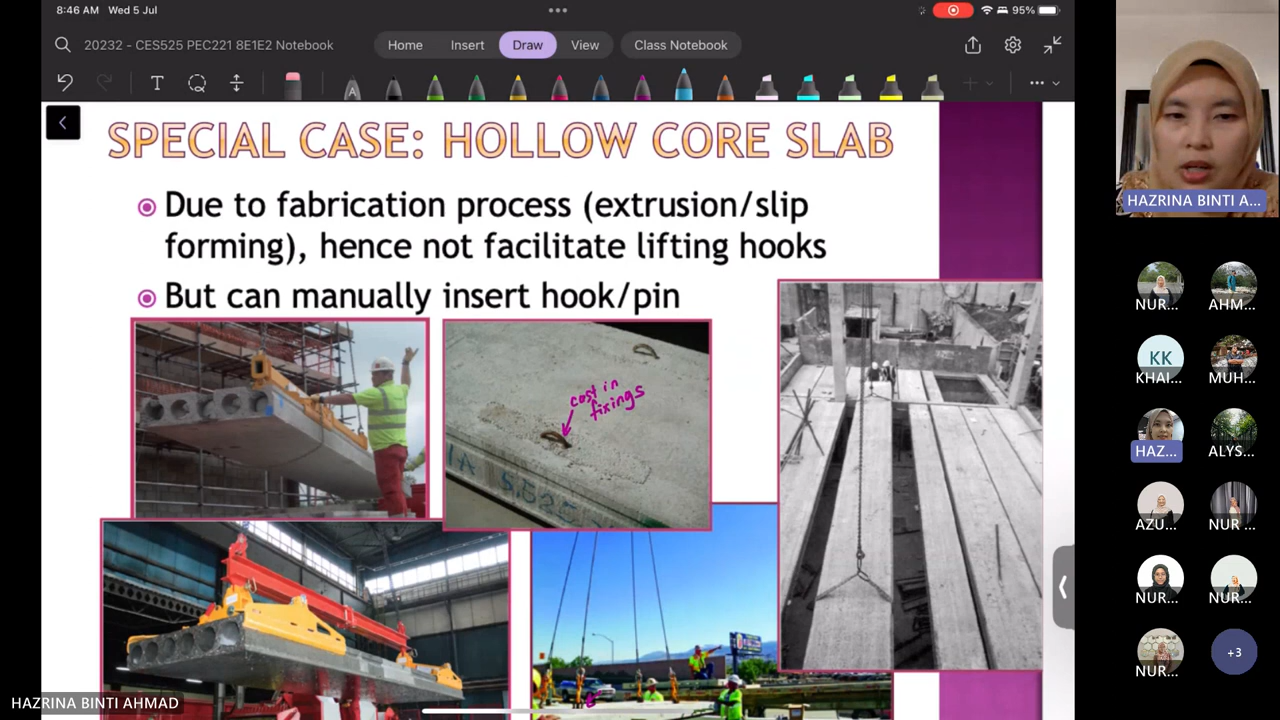 8:46 AM Wed 5 Jul
95%
20232 - CES525 PEC221 8E1E2 Notebook
Home Insert Draw View Class Notebook
T
A
SPECIAL CASE: HOLLOW CORE SLAB
Due to fabrication process (extrusion/slip
forming), hence not facilitate lifting hooks
But can manually insert hook/pin
cast in
fixings
HAZRINA BINTI A...
NUR...
AHM...
KK
KHAI...
MUH...
HAZ...
ALYS...
AZU...
NUR ...
NUR...
NUR...
NUR...
+3
HAZRINA BINTI AHMAD